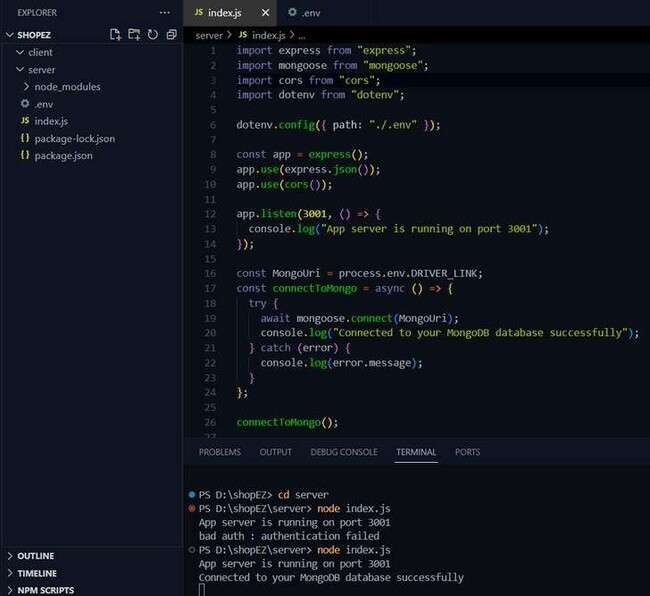 EXPLORER
index.js
.env
SHOPEZ
server > JS index.js > ...
client
server
node_modules
.env
JS index.js
{} package-lock.json
{} package.json
1 import express from "express";
2 import mongoose from "mongoose";
3 import cors from "cors";
4 import dotenv from "dotenv";
5
6 dotenv.config({ path: "./.env" });
7
8 const app = express();
9 app.use(express.json());
10 app.use(cors());
11
12 app.listen(3001, () => {
13 console.log("App server is running on port 3001");
14 });
15
16 const MongoUri = process.env.DRIVER_LINK;
17 const connectToMongo = async () => {
18 try {
19 await mongoose.connect(MongoUri);
20 console.log("Connected to your MongoDB database successfully");
21 } catch (error) {
22 console.log(error.message);
23 }
24 };
25
26 connectToMongo();
27
PROBLEMS OUTPUT DEBUG CONSOLE TERMINAL PORTS
PS D:\shopEZ> cd server
PS D:\shopEZ\server> node index.js
App server is running on port 3001
bad auth : authentication failed
PS D:\shopEZ\server> node index.js
App server is running on port 3001
Connected to your MongoDB database successfully
OUTLINE
TIMELINE
NPM SCRIPTS